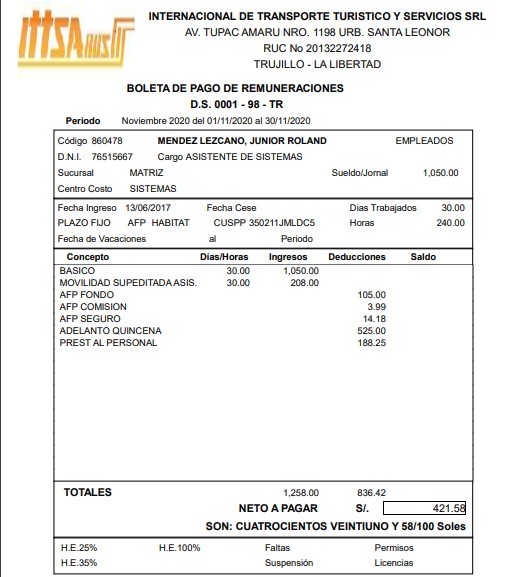 ITTSABUS
INTERNACIONAL DE TRANSPORTE TURISTICO Y SERVICIOS SRL
AV. TUPAC AMARU NRO. 1198 URB. SANTA LEONOR
RUC No 20132272418
TRUJILLO - LA LIBERTAD
BOLETA DE PAGO DE REMUNERACIONES
D.S. 0001 - 98 - TR
Periodo Noviembre 2020 del 01/11/2020 al 30/11/2020
Código 860478 MENDEZ LEZCANO, JUNIOR ROLAND EMPLEADOS
D.N.I. 76515667 Cargo ASISTENTE DE SISTEMAS
Sucursal MATRIZ Sueldo/Jornal 1,050.00
Centro Costo SISTEMAS
Fecha Ingreso 13/06/2017 Fecha Cese Dias Trabajados 30.00
PLAZO FIJO AFP HABITAT CUSPP 350211JMLDC5 Horas 240.00
Fecha de Vacaciones al Periodo
Concepto Días/Horas Ingresos Deducciones Saldo
BASICO 30.00 1,050.00
MOVILIDAD SUPEDITADA ASIS. 30.00 208.00
AFP FONDO 105.00
AFP COMISION 3.99
AFP SEGURO 14.18
ADELANTO QUINCENA 525.00
PREST AL PERSONAL 188.25
TOTALES 1,258.00 836.42
NETO A PAGAR S/. 421.58
SON: CUATROCIENTOS VEINTIUNO Y 58/100 Soles
H.E.25% H.E.100% Faltas Permisos
H.E.35% Suspensión Licencias